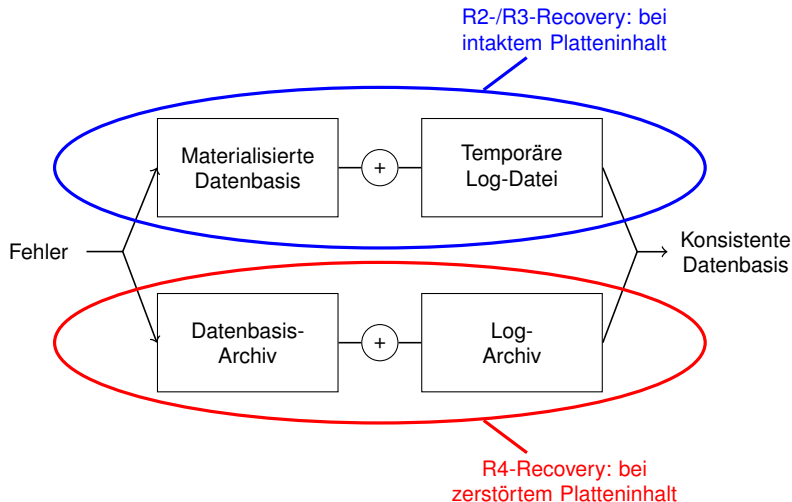 R2-/R3-Recovery: bei
intaktem Platteninhalt
Materialisierte
Datenbasis
+
Temporäre
Log-Datei
Fehler
Konsistente
Datenbasis
Datenbasis-
Archiv
+
Log-
Archiv
R4-Recovery: bei
zerstörtem Platteninhalt